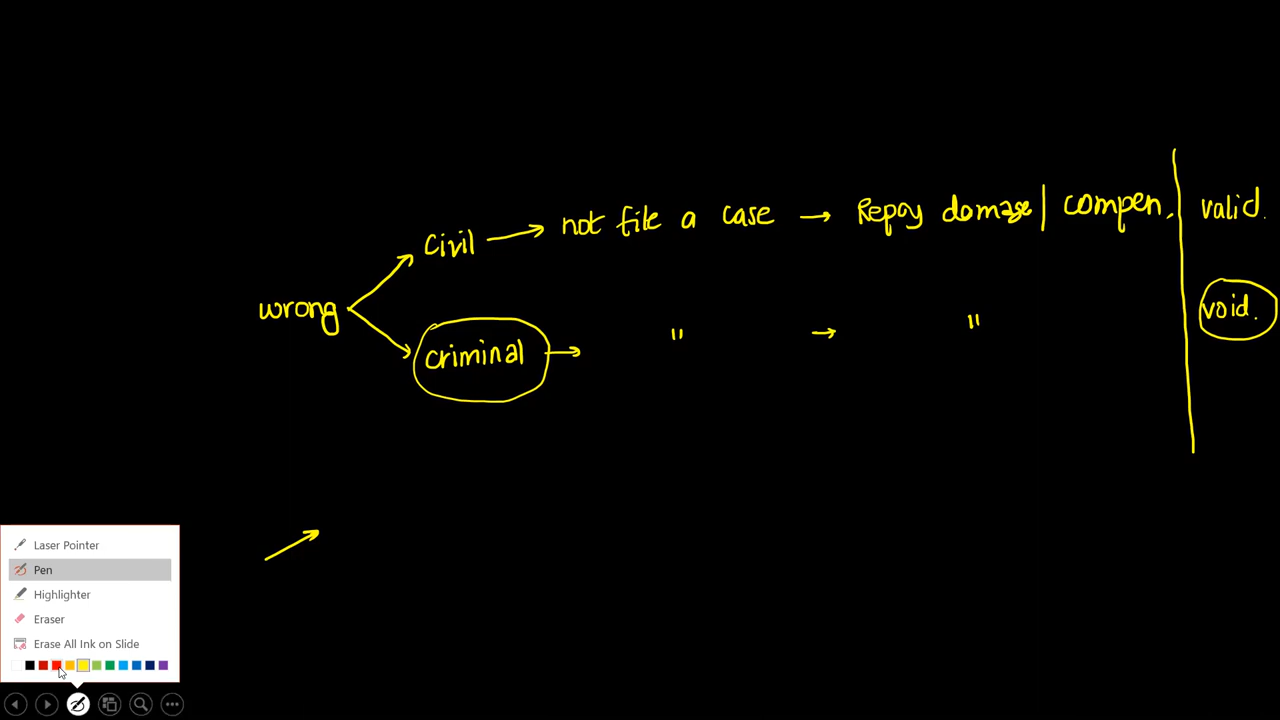 civil not file a case Repay damage | compen. valid.
wrong
void.
criminal " "
Laser Pointer
Pen
Highlighter
Eraser
Erase All Ink on Slide